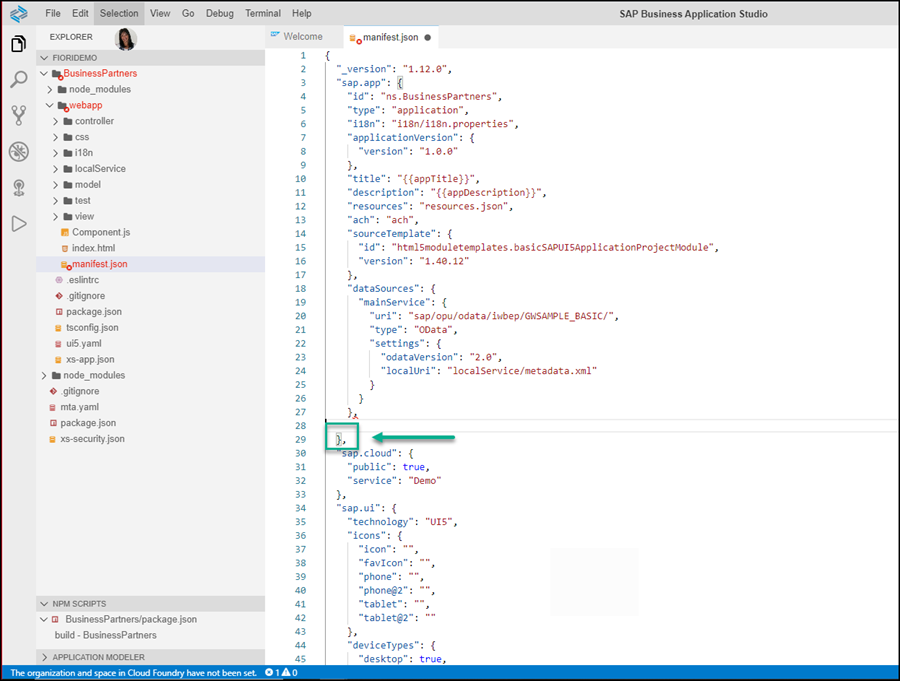 File Edit Selection View Go Debug Terminal Help SAP Business Application Studio
EXPLORER
FIORIDEMO
BusinessPartners
node_modules
webapp
controller
css
i18n
localService
model
test
view
Component.js
index.html
manifest.json
.eslintrc
.gitignore
package.json
tsconfig.json
ui5.yaml
xs-app.json
node_modules
.gitignore
mta.yaml
package.json
xs-security.json
NPM SCRIPTS
BusinessPartners/package.json
build - BusinessPartners
APPLICATION MODELER
Welcome manifest.json
1 {
2 "_version": "1.12.0",
3 "sap.app": {
4 "id": "ns.BusinessPartners",
5 "type": "application",
6 "i18n": "i18n/i18n.properties",
7 "applicationVersion": {
8 "version": "1.0.0"
9 },
10 "title": "{{appTitle}}",
11 "description": "{{appDescription}}",
12 "resources": "resources.json",
13 "ach": "ach",
14 "sourceTemplate": {
15 "id": "html5moduletemplates.basicSAPUI5ApplicationProjectModule",
16 "version": "1.40.12"
17 },
18 "dataSources": {
19 "mainService": {
20 "uri": "sap/opu/odata/iwbep/GWSAMPLE_BASIC/",
21 "type": "OData",
22 "settings": {
23 "odataVersion": "2.0",
24 "localUri": "localService/metadata.xml"
25 }
26 }
27 },
28
29 },
30 "sap.cloud": {
31 "public": true,
32 "service": "Demo"
33 },
34 "sap.ui": {
35 "technology": "UI5",
36 "icons": {
37 "icon": "",
38 "favIcon": "",
39 "phone": "",
40 "phone@2": "",
41 "tablet": "",
42 "tablet@2": ""
43 },
44 "deviceTypes": {
45 "desktop": true,
The organization and space in Cloud Foundry have not been set. 1 0